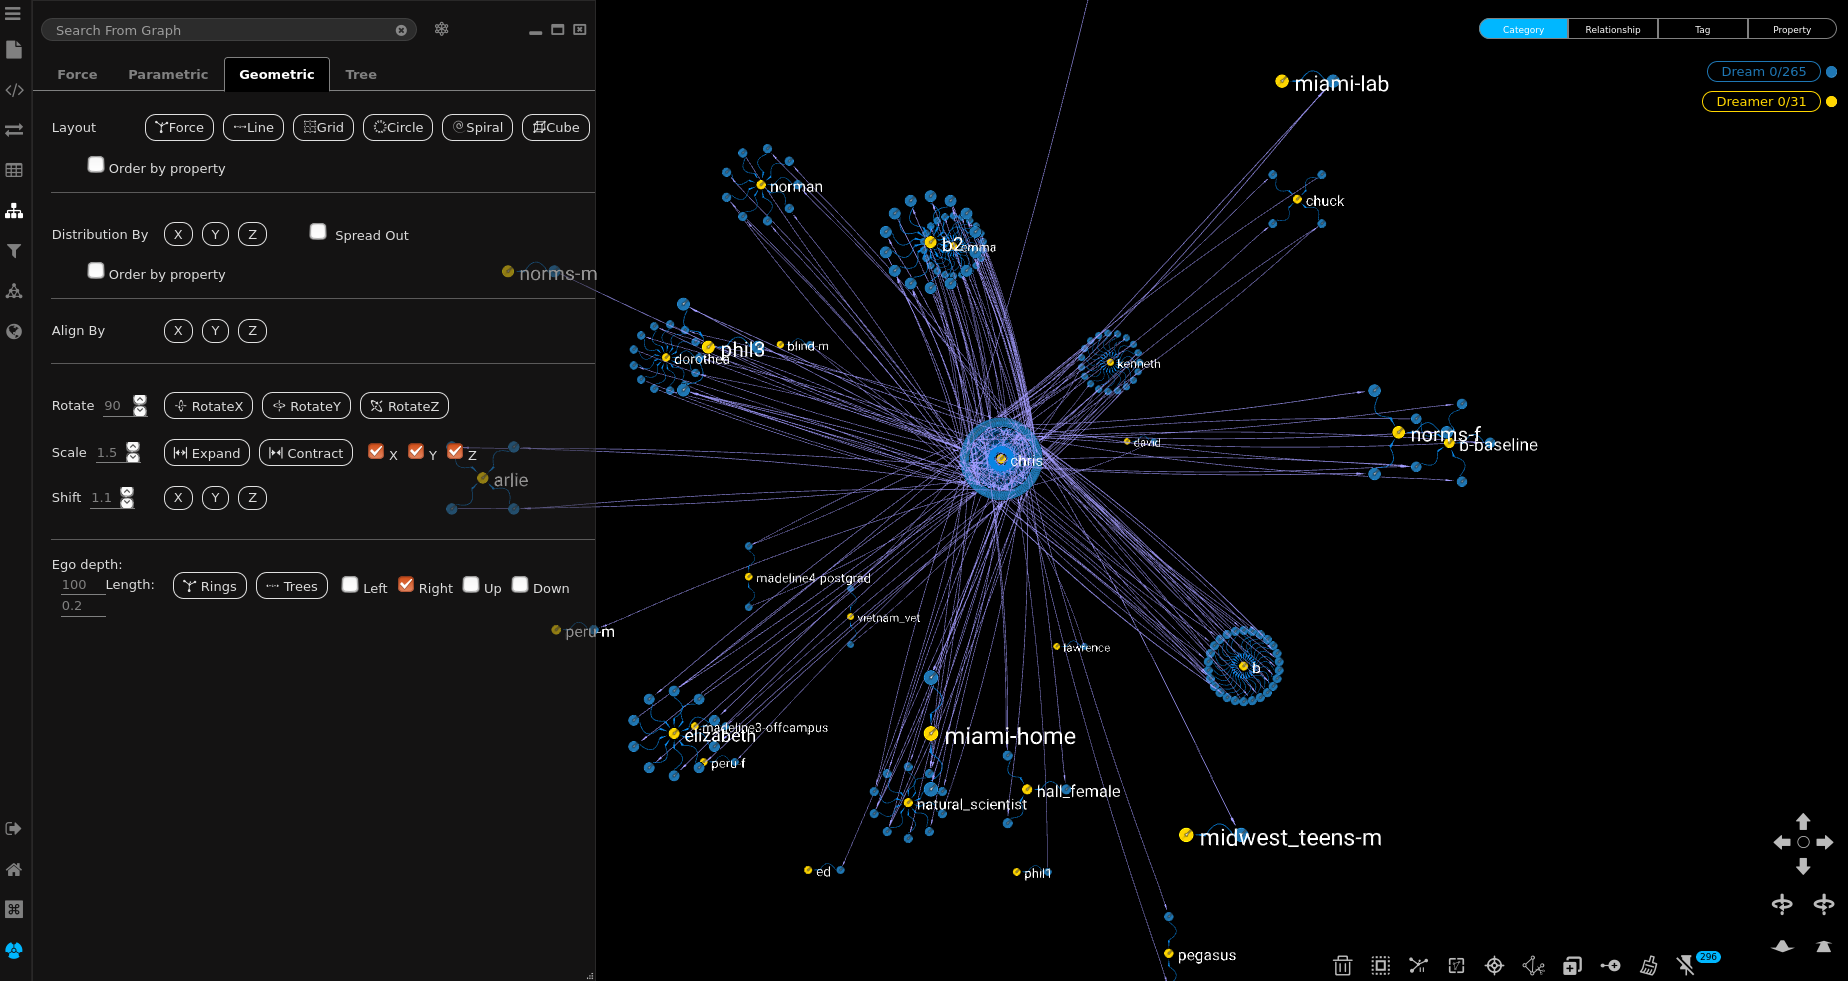 Search From Graph
Force Parametric Geometric Tree
Layout Force Line Grid Circle Spiral Cube
Order by property
Distribution By X Y Z Spread Out
Order by property
Align By X Y Z
Rotate 90 RotateX RotateY RotateZ
Scale 1.5 Expand Contract X Y Z
Shift 1.1 X Y Z
Ego depth:
100 Length: Rings Trees Left Right Up Down
0.2
Category Relationship Tag Property
Dream 0/265
Dreamer 0/31
miami-lab
norman
chuck
b2
emma
norms-m
phil3
blind-m
dorothea
kenneth
norms-f
b-baseline
david
chris
arlie
madeline4-postgrad
vietnam_vet
peru-m
lawrence
b
madeline3-offcampus
elizabeth
miami-home
peru-f
hall_female
natural_scientist
midwest_teens-m
ed
phil1
pegasus
296